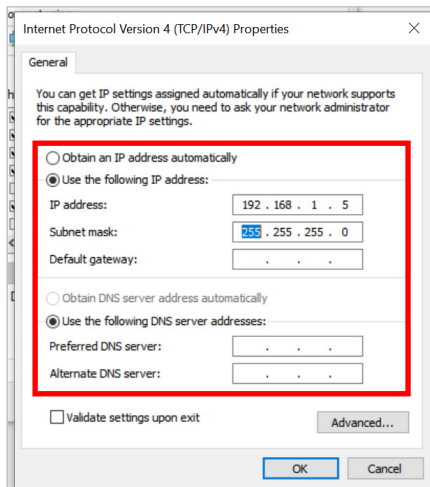 Internet Protocol Version 4 (TCP/IPv4) Properties
General
You can get IP settings assigned automatically if your network supports
this capability. Otherwise, you need to ask your network administrator
for the appropriate IP settings.
Obtain an IP address automatically
Use the following IP address:
IP address: 192 . 168 . 1 . 5
Subnet mask: 255 . 255 . 255 . 0
Default gateway: . . .
Obtain DNS server address automatically
Use the following DNS server addresses:
Preferred DNS server: . . .
Alternate DNS server: . . .
Validate settings upon exit
Advanced...
OK Cancel